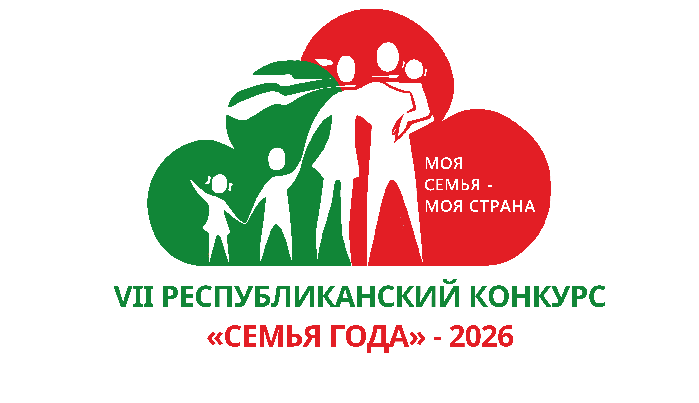 МОЯ
СЕМЬЯ -
МОЯ СТРАНА
VII РЕСПУБЛИКАНСКИЙ КОНКУРС
«СЕМЬЯ ГОДА» - 2026